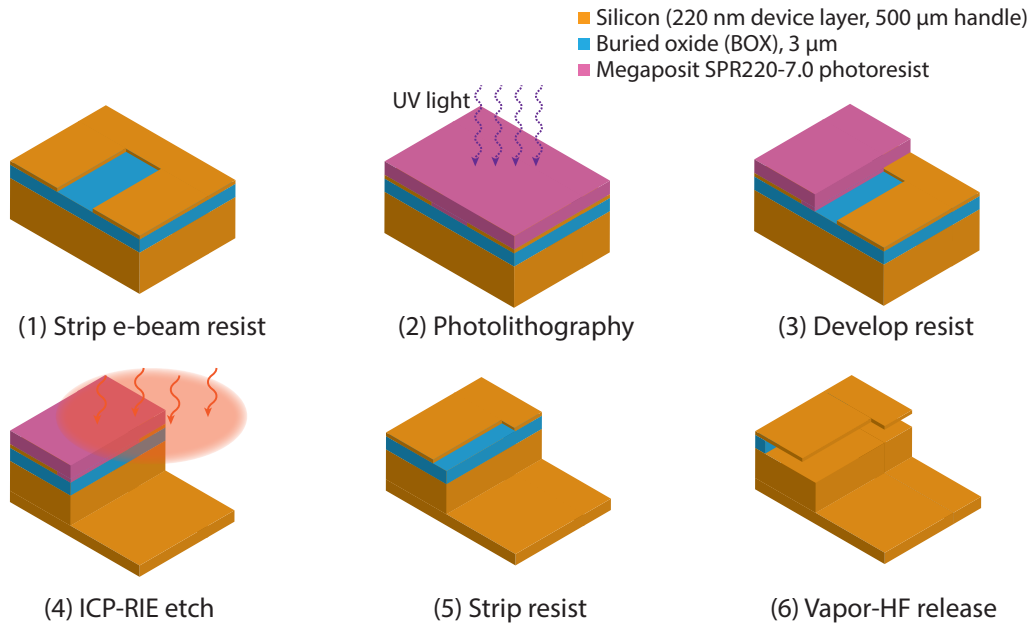 Silicon (220 nm device layer, 500 μm handle)
Buried oxide (BOX), 3 μm
Megaposit SPR220-7.0 photoresist
UV light
(1) Strip e-beam resist
(2) Photolithography
(3) Develop resist
(4) ICP-RIE etch
(5) Strip resist
(6) Vapor-HF release